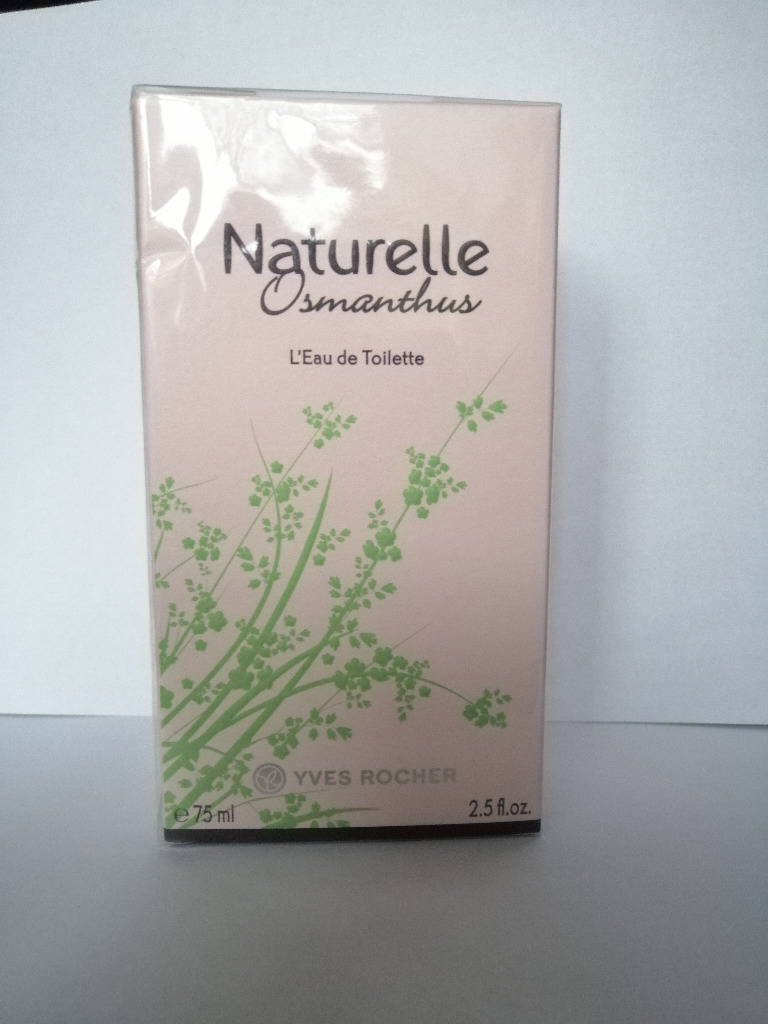 Naturelle
Osmanthus
L'Eau de Toilette
YVES ROCHER
℮ 75 ml
2.5 fl.oz.